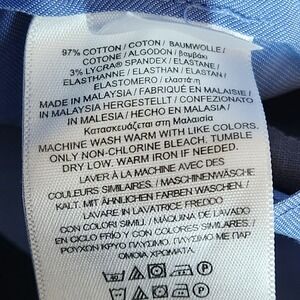 97% COTTON / COTON / BAUMWOLLE /
COTONE / ALGODÓN / βαμβάκι
3% LYCRA® SPANDEX / ELASTANE /
ELASTHANNE / ELASTHAN / ELASTAN /
ELASTOMERO / ελαστάνη
MADE IN MALAYSIA / FABRIQUÉ EN MALAISIE /
IN MALAYSIA HERGESTELLT / CONFEZIONATO
IN MALESIA / HECHO EN MALASIA /
Κατασκευάζεται στη Μαλαισία
MACHINE WASH WARM WITH LIKE COLORS.
ONLY NON-CHLORINE BLEACH. TUMBLE
DRY LOW. WARM IRON IF NEEDED.
LAVER À LA MACHINE AVEC DES
COULEURS SIMILAIRES. / MASCHINENWÄSCHE
KALT. MIT ÄHNLICHEN FARBEN WASCHEN. /
LAVARE IN LAVATRICE FREDDO
CON COLORI SIMILI. / MÁQUINA DE LAVADO
EN CICLO FRÍO Y CON COLORES SIMILARES. /
ΡΟΥΧΩΝ ΚΡΥΟ ΠΛΥΣΙΜΟ. ΠΛΥΣΙΜΟ ΜΕ ΠΑΡ
ΟΜΟΙΑ ΧΡΩΜΑΤΑ.